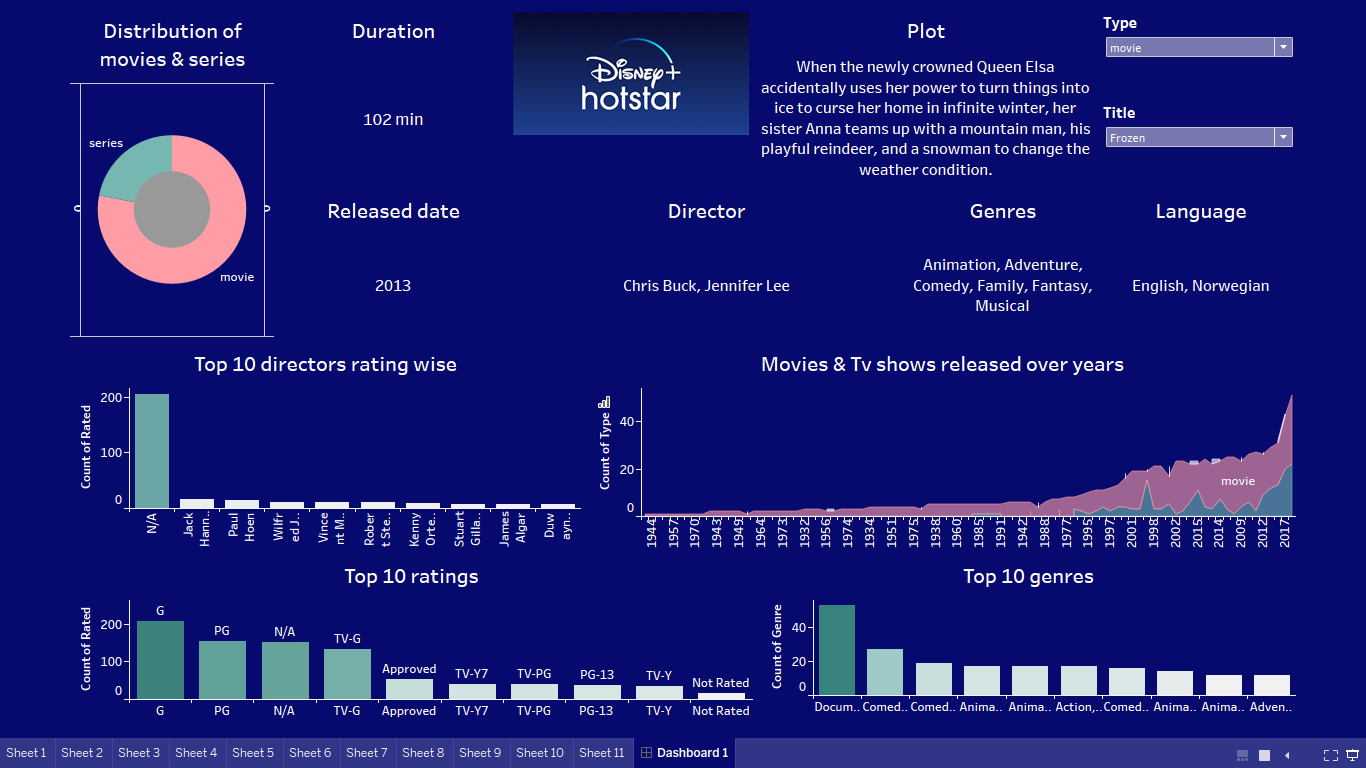 Distribution of
movies & series
series
movie
Duration
102 min
Disney+
hotstar
Plot
When the newly crowned Queen Elsa
accidentally uses her power to turn things into
ice to curse her home in infinite winter, her
sister Anna teams up with a mountain man, his
playful reindeer, and a snowman to change the
weather condition.
Type
movie
Title
Frozen
Released date
2013
Director
Chris Buck, Jennifer Lee
Genres
Animation, Adventure,
Comedy, Family, Fantasy,
Musical
Language
English, Norwegian
Top 10 directors rating wise
Count of Rated
200
100
0
N/A
Jack
Hann..
Paul
Hoen
Wilfr
ed J..
Vince
nt M..
Rober
t Ste..
Kenny
Orte..
Stuart
Gilla..
James
Algar
Duw
ayn..
Movies & Tv shows released over years
Count of Type
40
20
0
movie
1944
1957
1970
1943
1949
1964
1973
1932
1956
1974
1934
1951
1975
1938
1960
1985
1991
1942
1968
1977
1987
1995
2001
1998
2002
2015
2014
2009
2012
2017
Top 10 ratings
Count of Rated
200
100
0
G
PG
N/A
TV-G
Approved
TV-Y7
TV-PG
PG-13
TV-Y
Not Rated
G
PG
N/A
TV-G
Approved
TV-Y7
TV-PG
PG-13
TV-Y
Not Rated
Top 10 genres
Count of Genre
40
20
0
Docum..
Comed..
Comed..
Anima..
Anima..
Action,..
Comed..
Anima..
Anima..
Adven..
Sheet 1
Sheet 2
Sheet 3
Sheet 4
Sheet 5
Sheet 6
Sheet 7
Sheet 8
Sheet 9
Sheet 10
Sheet 11
Dashboard 1